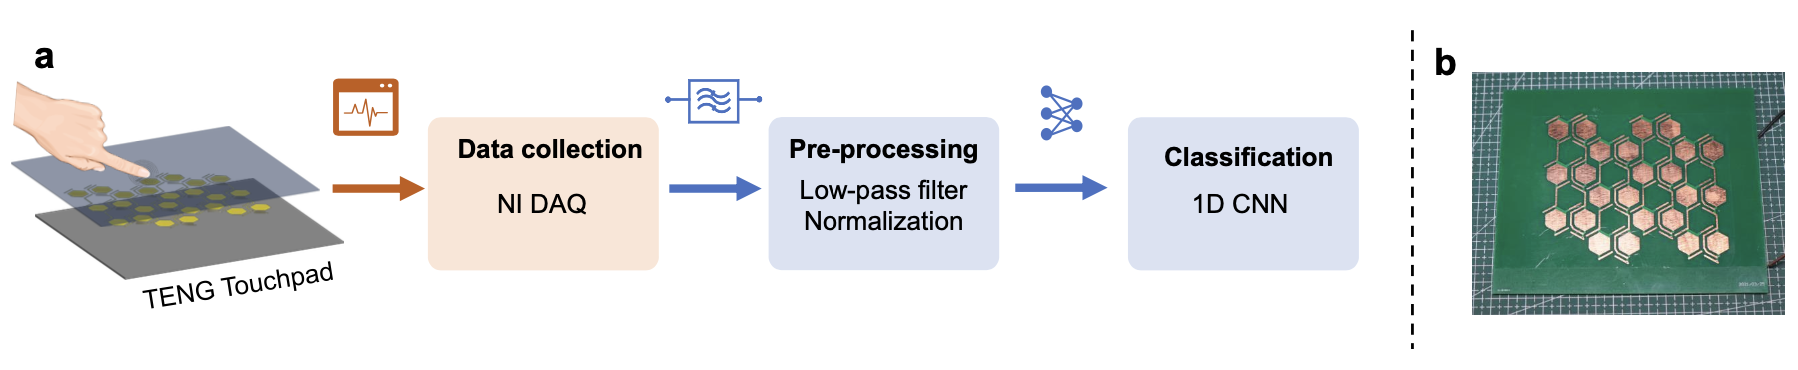 a
TENG Touchpad
Data collection
NI DAQ
Pre-processing
Low-pass filter
Normalization
Classification
1D CNN
b